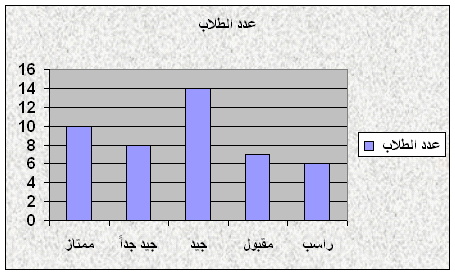 عدد الطلاب
16
14
12
10
8
6
4
2
0
ممتاز
جيد جداً
جيد
مقبول
راسب
عدد الطلاب